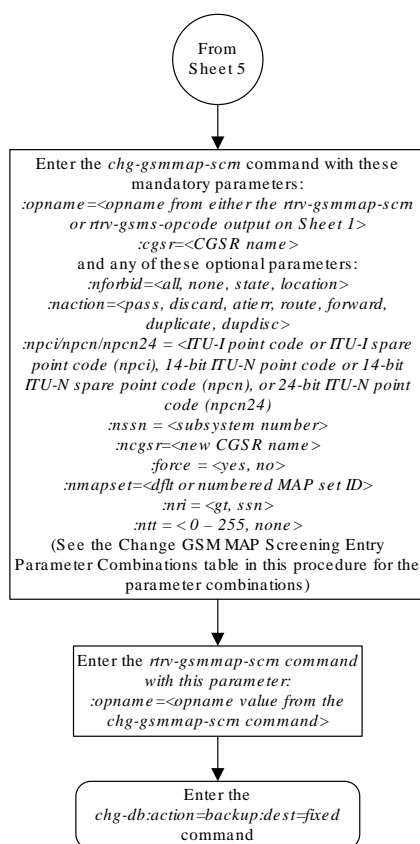 From
Sheet 5
Enter the chg-gsmmap-scrn command with these
mandatory parameters:
:opname=<opname from either the rtrv-gsmmap-scrn
or rtrv-gsms-opcode output on Sheet 1>
:cgsr=<CGSR name>
and any of these optional parameters:
:nforbid=<all, none, state, location>
:naction=<pass, discard, atierr, route, forward,
duplicate, dupdisc>
:npci/npcn/npcn24 = <ITU-I point code or ITU-I spare
point code (npci), 14-bit ITU-N point code or 14-bit
ITU-N spare point code (npcn), or 24-bit ITU-N point
code (npcn24)
:nssn = <subsystem number>
:ncgsr=<new CGSR name>
:force = <yes, no>
:nmapset=<dflt or numbered MAP set ID>
:nri = <gt, ssn>
:ntt = < 0 – 255, none>
(See the Change GSM MAP Screening Entry
Parameter Combinations table in this procedure for the
parameter combinations)
Enter the rtrv-gsmmap-scrn command
with this parameter:
:opname=<opname value from the
chg-gsmmap-scrn command>
Enter the
chg-db:action=backup:dest=fixed
command